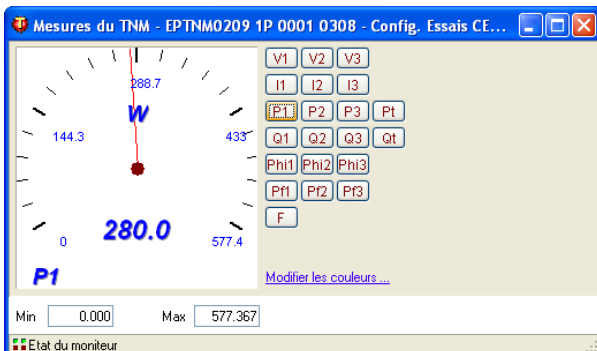 Mesures du TNM - EPTNM0209 1P 0001 0308 - Config. Essais CE...
V1 V2 V3
I1 I2 I3
P1 P2 P3 Pt
Q1 Q2 Q3 Qt
Phi1 Phi2 Phi3
Pf1 Pf2 Pf3
F
288.7
W
144.3 433
280.0
0 577.4
P1
Modifier les couleurs ...
Min 0.000 Max 577.367
Etat du moniteur